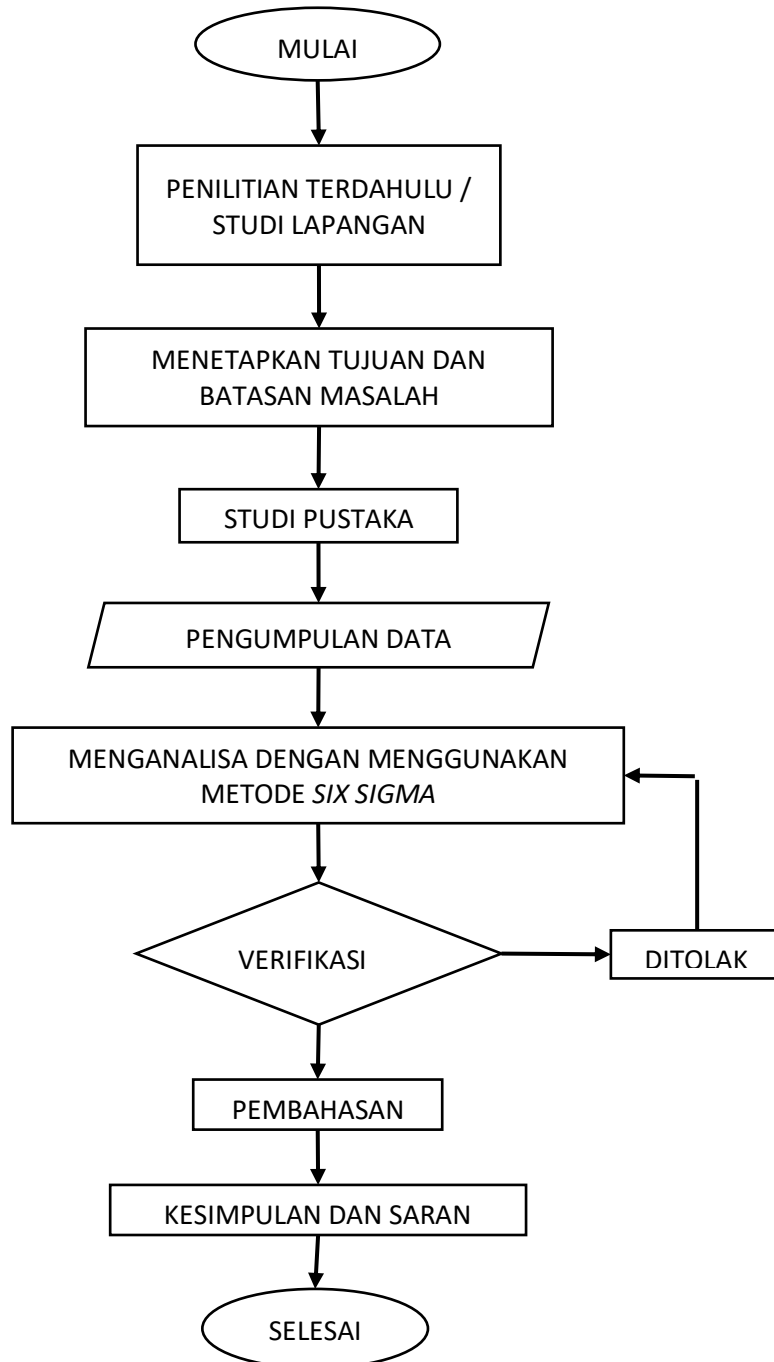 MULAI
PENILITIAN TERDAHULU /
STUDI LAPANGAN
MENETAPKAN TUJUAN DAN
BATASAN MASALAH
STUDI PUSTAKA
PENGUMPULAN DATA
MENGANALISA DENGAN MENGGUNAKAN
METODE SIX SIGMA
VERIFIKASI
DITOLAK
PEMBAHASAN
KESIMPULAN DAN SARAN
SELESAI